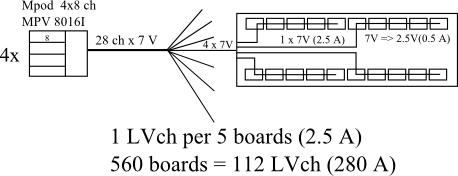 Mpod 4x8 ch
MPV 8016I
8
4x
28 ch x 7 V
4 x 7V
1 x 7V (2.5 A)
7V => 2.5V(0.5 A)
1 LVch per 5 boards (2.5 A)
560 boards = 112 LVch (280 A)